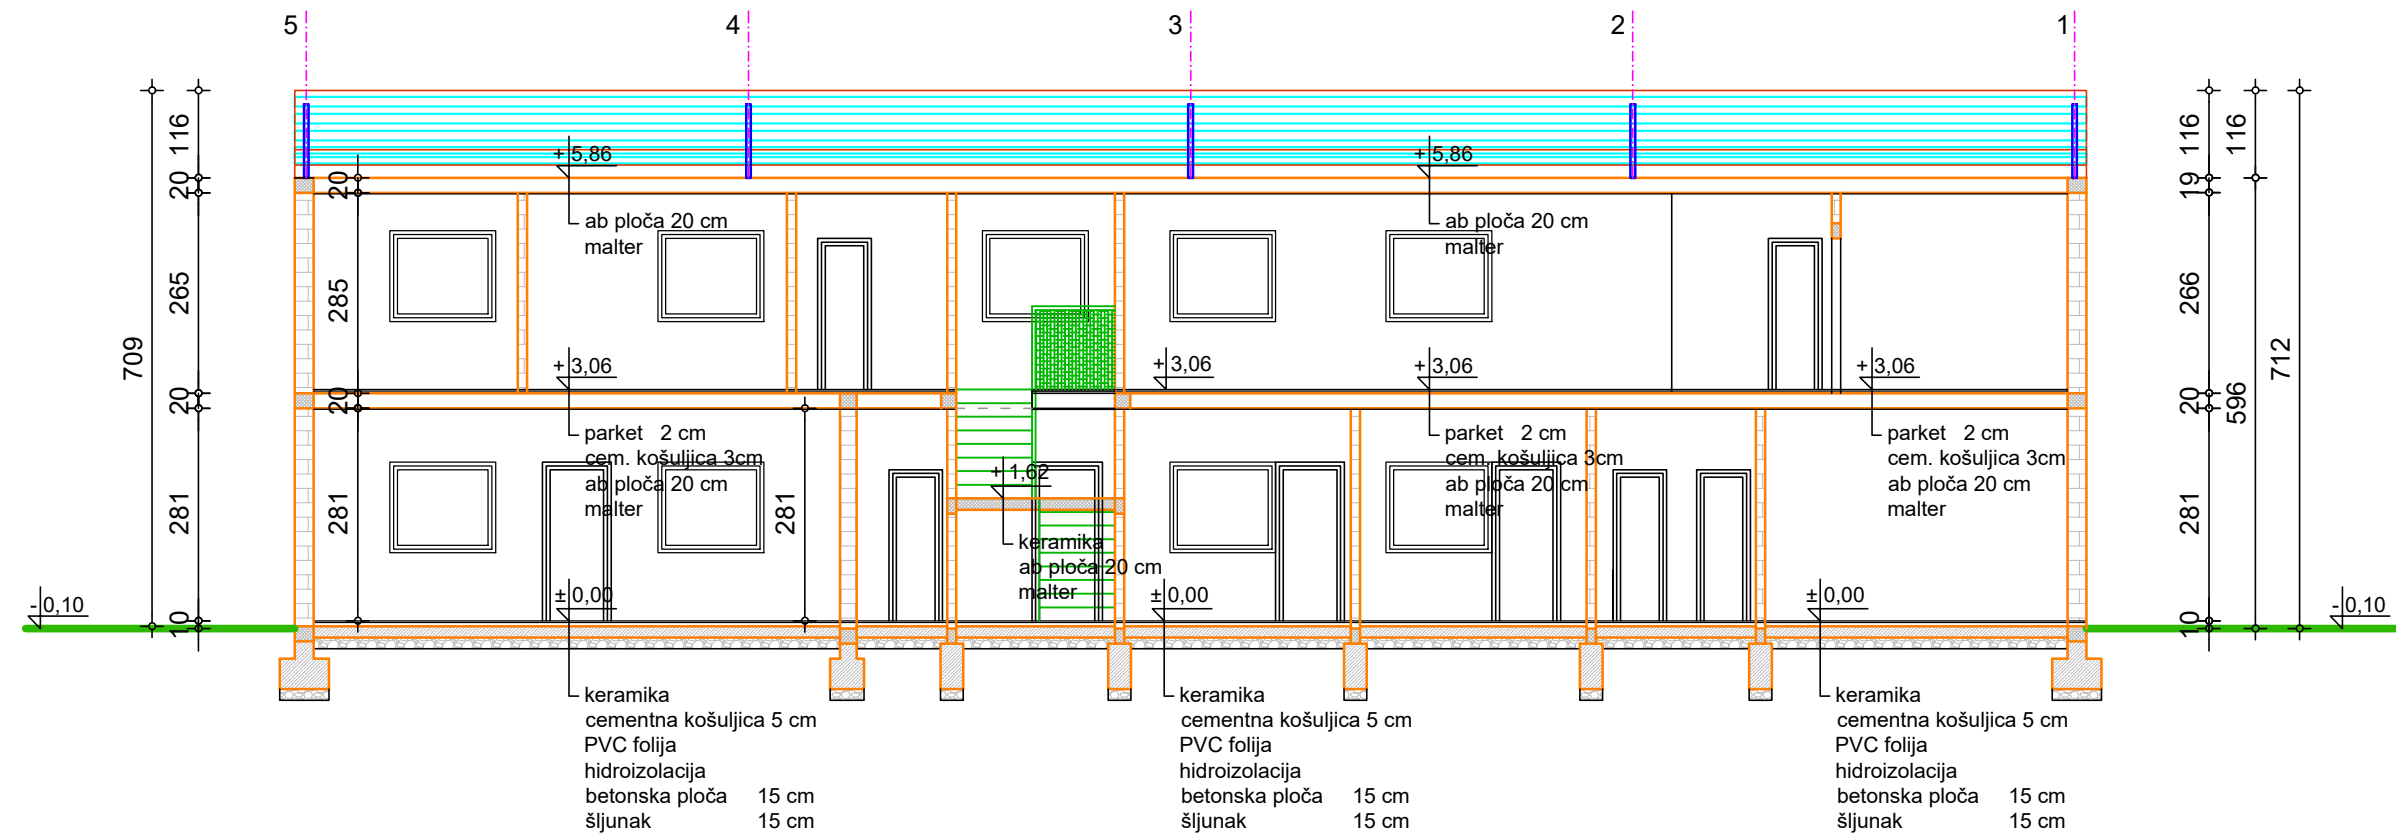 5
4
3
2
1
116
20
265
709
20
281
10
20
285
20
281
281
116
116
19
266
712
20
596
281
10
+ 5,86
+ 5,86
ab ploča 20 cm
malter
ab ploča 20 cm
malter
+ 3,06
+ 3,06
+ 3,06
+ 3,06
parket 2 cm
cem. košuljica 3cm
ab ploča 20 cm
malter
parket 2 cm
cem. košuljica 3cm
ab ploča 20 cm
malter
parket 2 cm
cem. košuljica 3cm
ab ploča 20 cm
malter
+ 1,62
keramika
ab ploča 20 cm
malter
- 0,10
± 0,00
± 0,00
± 0,00
- 0,10
keramika
cementna košuljica 5 cm
PVC folija
hidroizolacija
betonska ploča 15 cm
šljunak 15 cm
keramika
cementna košuljica 5 cm
PVC folija
hidroizolacija
betonska ploča 15 cm
šljunak 15 cm
keramika
cementna košuljica 5 cm
PVC folija
hidroizolacija
betonska ploča 15 cm
šljunak 15 cm